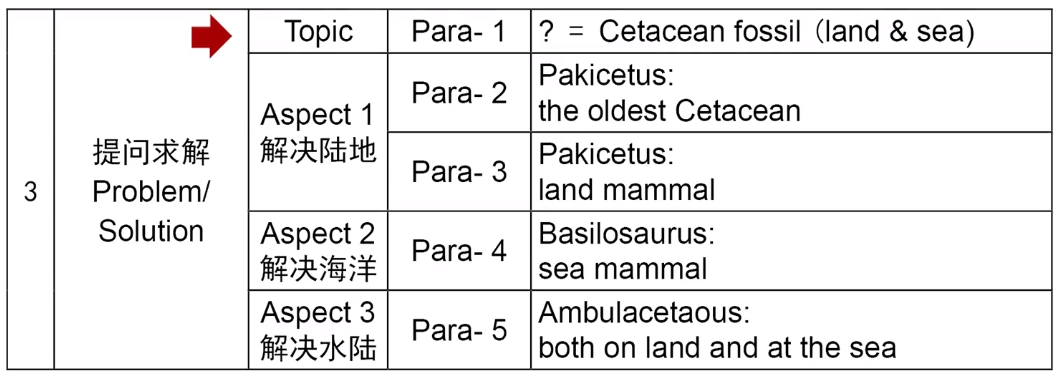 Topic
Para- 1
? = Cetacean fossil (land & sea)
3
提问求解
Problem/
Solution
Aspect 1
解决陆地
Para- 2
Pakicetus:
the oldest Cetacean
Para- 3
Pakicetus:
land mammal
Aspect 2
解决海洋
Para- 4
Basilosaurus:
sea mammal
Aspect 3
解决水陆
Para- 5
Ambulacetaous:
both on land and at the sea